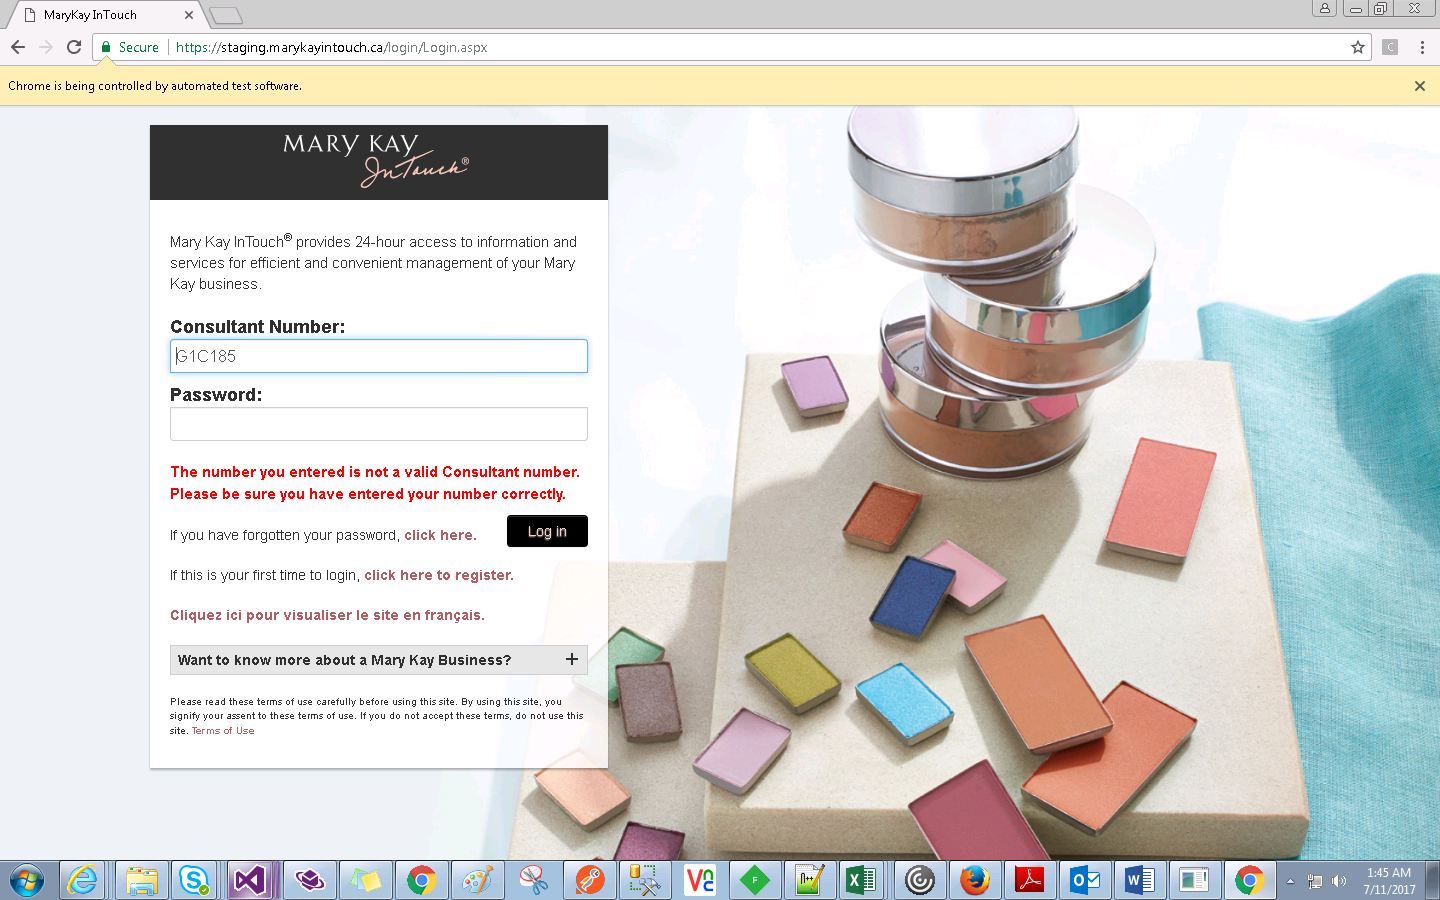 MaryKay InTouch
Secure https://staging.marykayintouch.ca/login/Login.aspx
C
Chrome is being controlled by automated test software.
MARY KAY
InTouch®
Mary Kay InTouch® provides 24-hour access to information and
services for efficient and convenient management of your Mary
Kay business.
Consultant Number:
G1C185
Password:
The number you entered is not a valid Consultant number.
Please be sure you have entered your number correctly.
If you have forgotten your password, click here.
Log in
If this is your first time to login, click here to register.
Cliquez ici pour visualiser le site en français.
Want to know more about a Mary Kay Business? +
Please read these terms of use carefully before using this site. By using this site, you
signify your assent to these terms of use. If you do not accept these terms, do not use this
site. Terms of Use
1:45 AM
7/11/2017